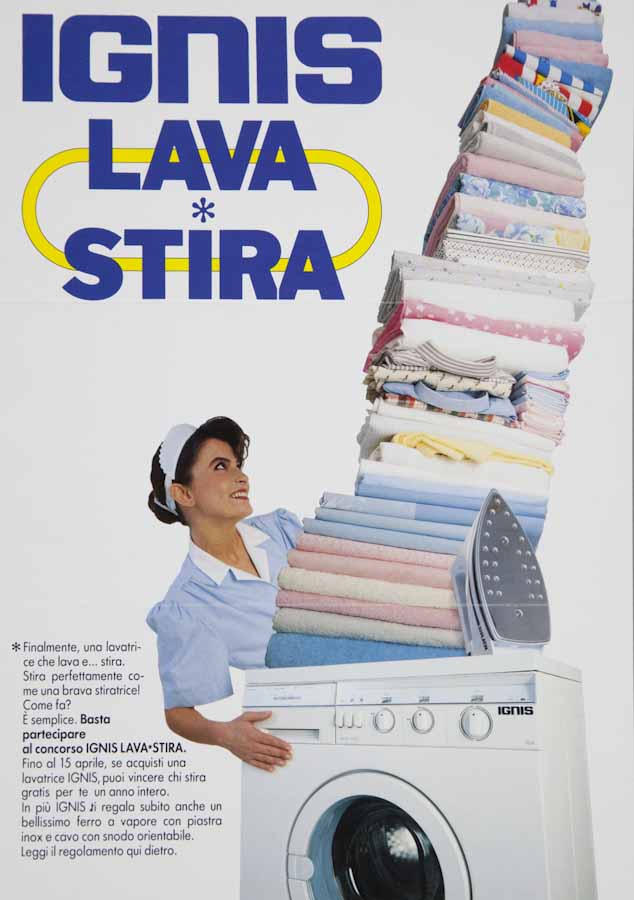 IGNIS
LAVA
*
STIRA
* Finalmente, una lavatri-
ce che lava e... stira.
Stira perfettamente co-
me una brava stiratrice!
Come fa?
È semplice. Basta
partecipare
al concorso IGNIS LAVA*STIRA.
Fino al 15 aprile, se acquisti una
lavatrice IGNIS, puoi vincere chi stira
gratis per te un anno intero.
In più IGNIS ti regala subito anche un
bellissimo ferro a vapore con piastra
inox e cavo con snodo orientabile.
Leggi il regolamento qui dietro.
IGNIS